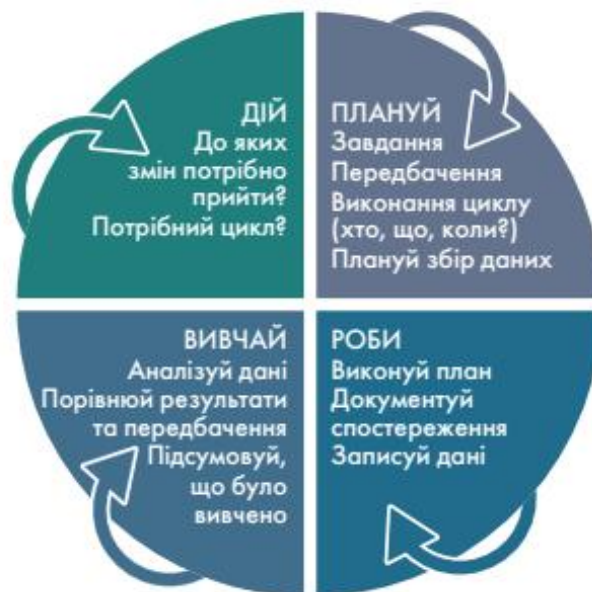 ДІЙ
До яких
змін потрібно
прийти?
Потрібний цикл?
ПЛАНУЙ
Завдання
Передбачення
Виконання циклу
(хто, що, коли?)
Плануй збір даних
ВИВЧАЙ
Аналізуй дані
Порівнюй результати
та передбачення
Підсумовуй,
що було
вивчено
РОБИ
Виконуй план
Документуй
спостереження
Записуй дані